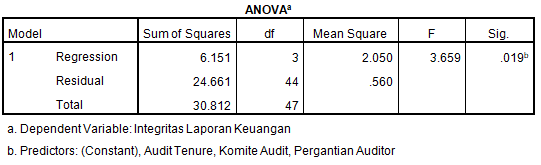 ANOVAa
Model Sum of Squares df Mean Square F Sig.
1 Regression 6.151 3 2.050 3.659 .019b
Residual 24.661 44 .560
Total 30.812 47
a. Dependent Variable: Integritas Laporan Keuangan
b. Predictors: (Constant), Audit Tenure, Komite Audit, Pergantian Auditor